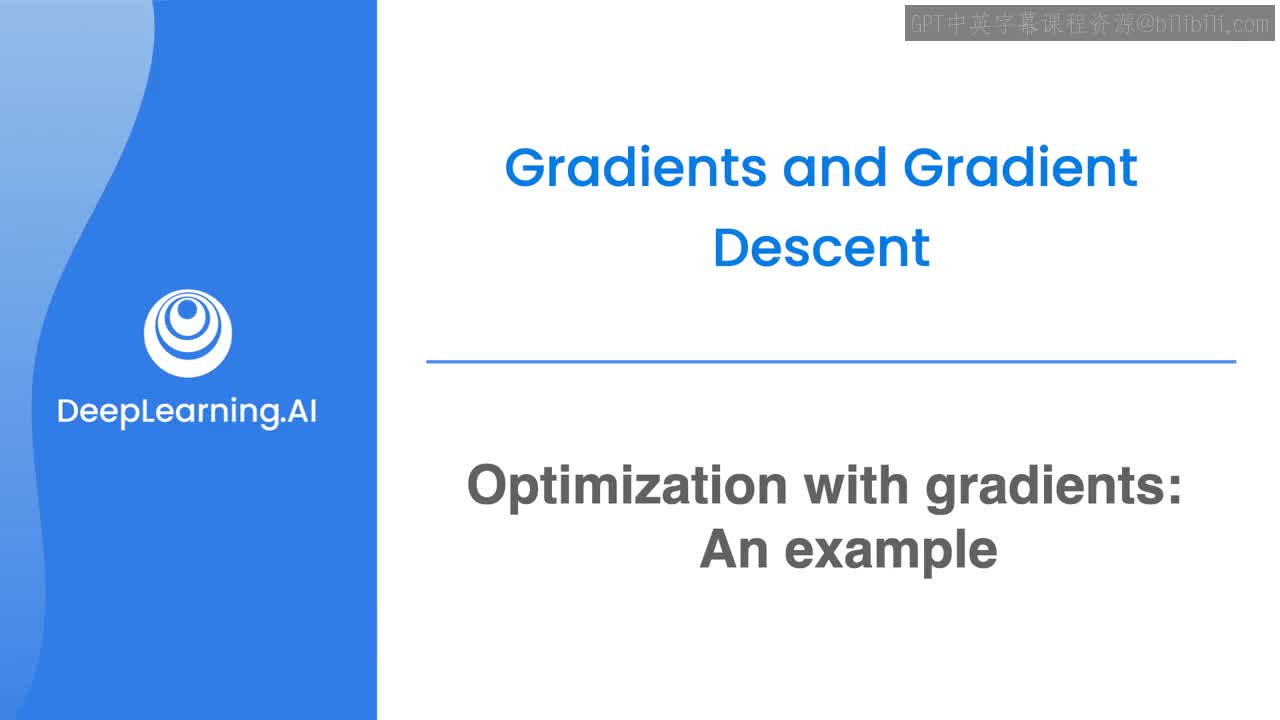 GPT中英字幕课程资源@bilibili.com
Gradients and Gradient
Descent
DeepLearning.AI
Optimization with gradients:
An example